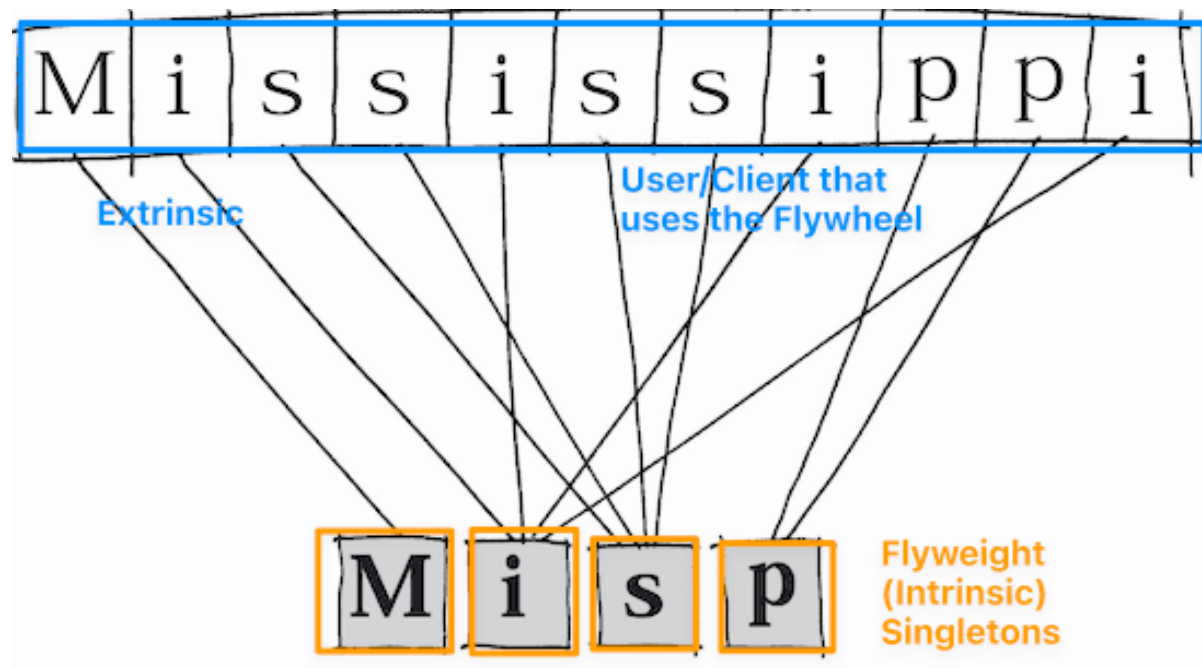 M i s s i s s i p p i
Extrinsic
User/Client that
uses the Flywheel
M i s p
Flyweight
(Intrinsic)
Singletons